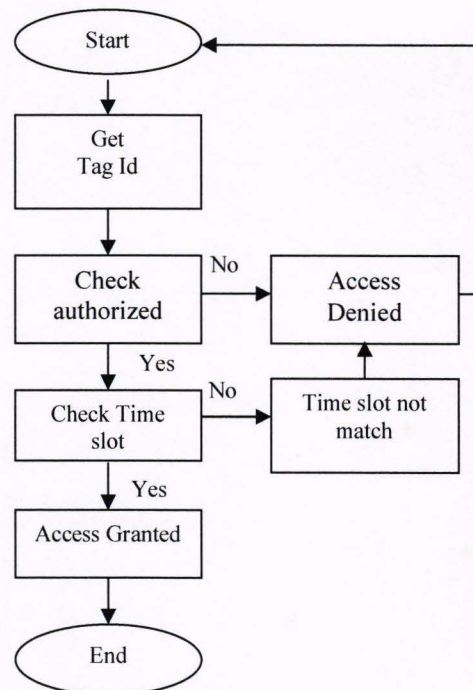 Start
Get
Tag Id
Check
authorized
No
Access
Denied
Yes
Check Time
slot
No
Time slot not
match
Yes
Access Granted
End